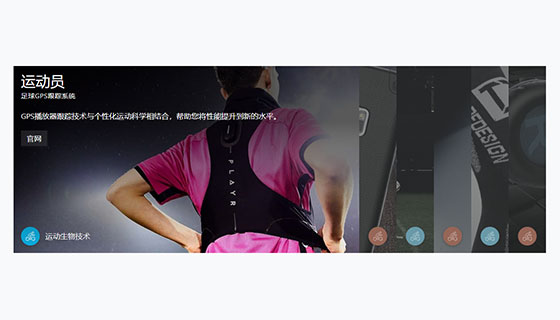 运动员
足球GPS跟踪系统
GPS播放器跟踪技术与个性化运动科学相结合，帮助您将性能提升到新的水平。
官网
PLAYR
REDESIGN
运动生物技术